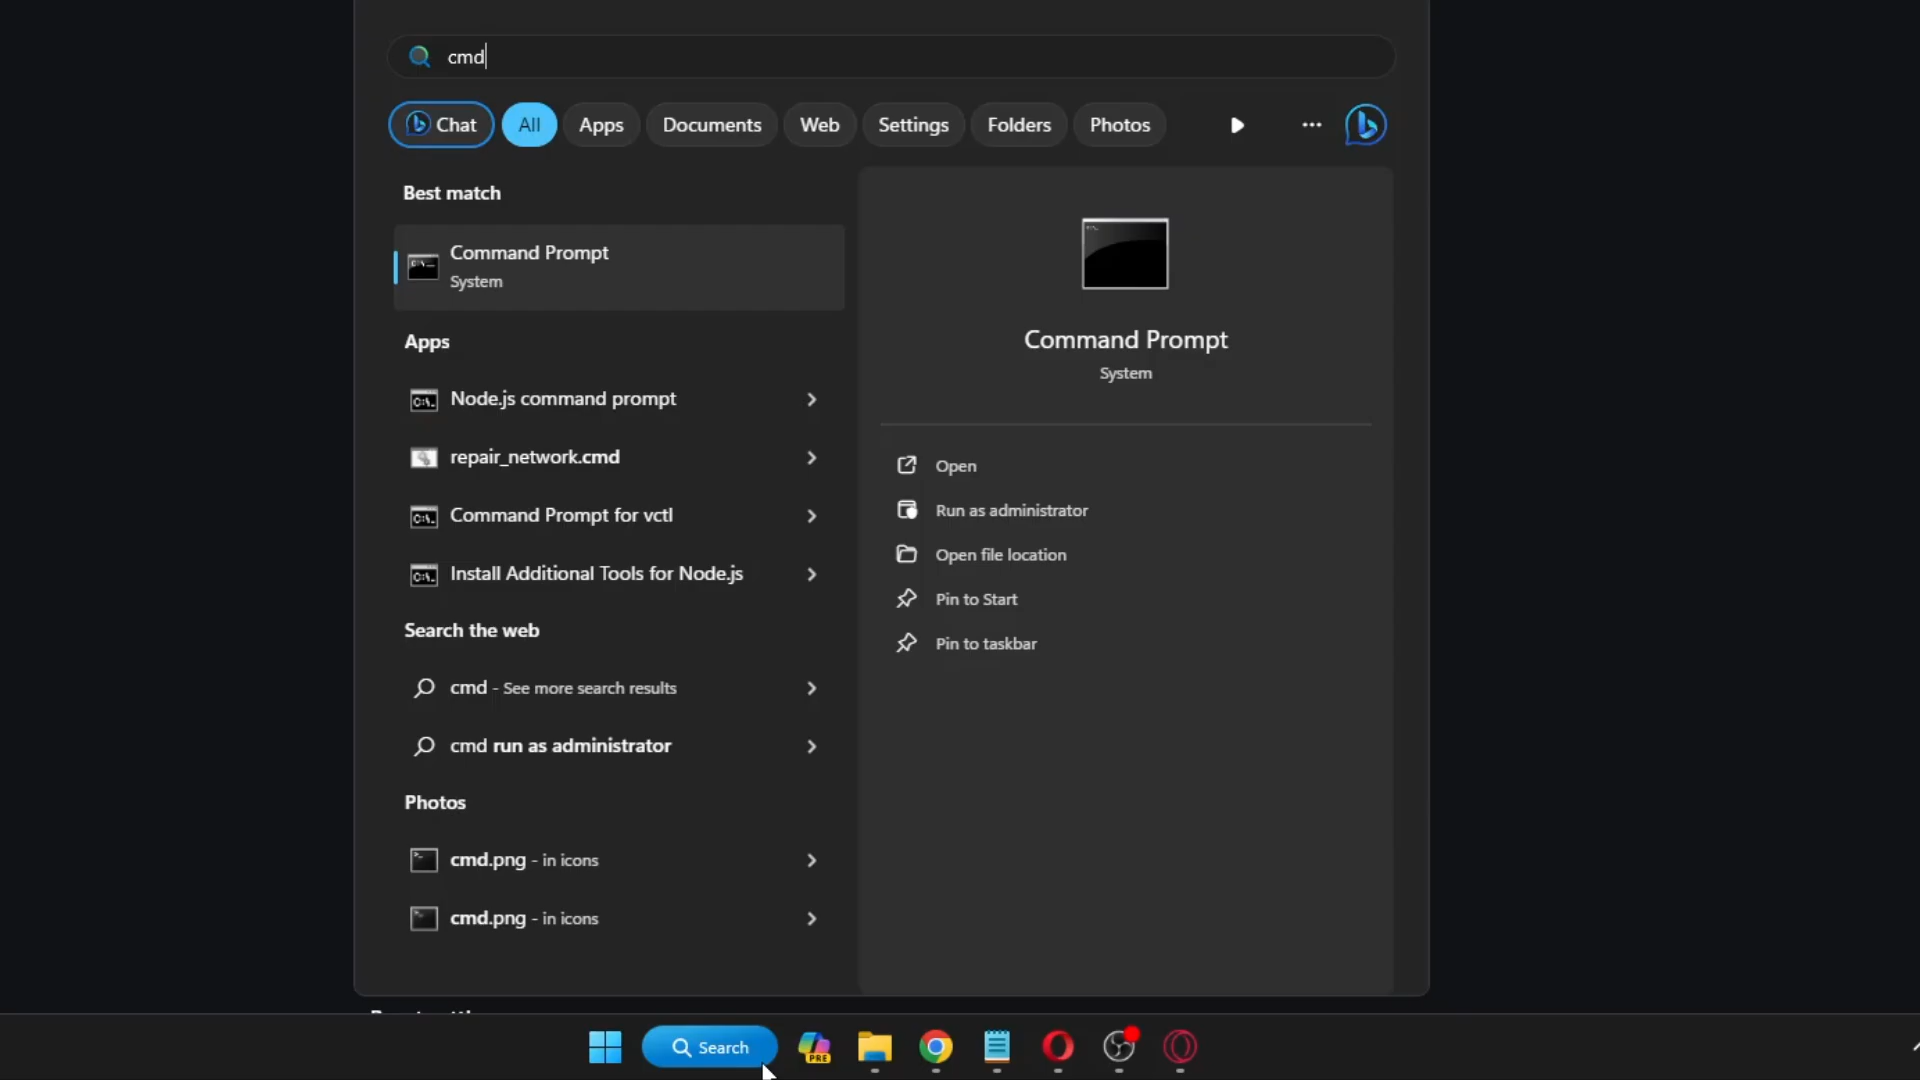 cmd
Chat All Apps Documents Web Settings Folders Photos
Best match
Command Prompt
System
Apps
Node.js command prompt
repair_network.cmd
Command Prompt for vctl
Install Additional Tools for Node.js
Search the web
cmd - See more search results
cmd run as administrator
Photos
cmd.png - in icons
cmd.png - in icons
Command Prompt
System
Open
Run as administrator
Open file location
Pin to Start
Pin to taskbar
Search
PRE